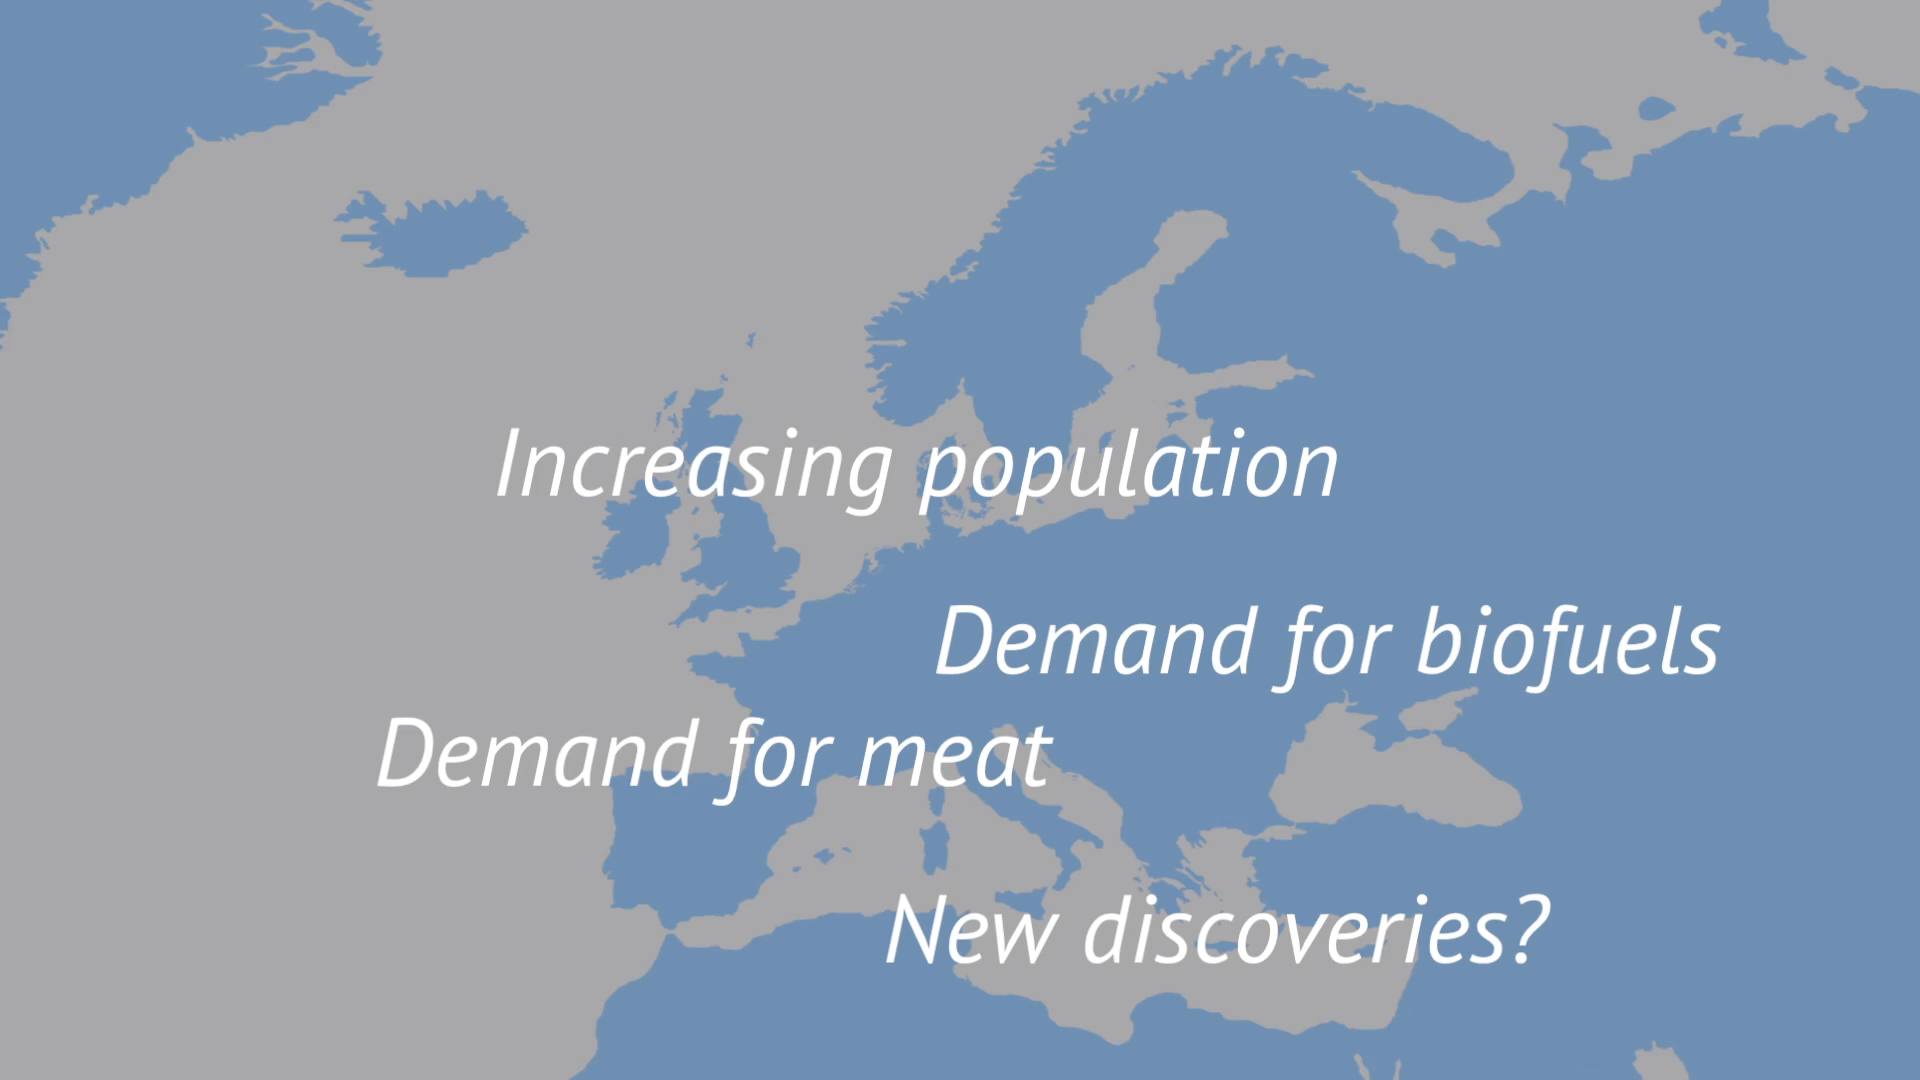 Increasing population
Demand for biofuels
Demand for meat
New discoveries?